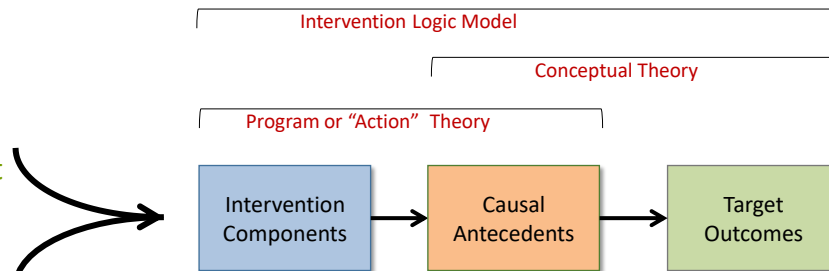 Intervention Logic Model
Conceptual Theory
Program or “Action” Theory
Intervention
Components
Causal
Antecedents
Target
Outcomes